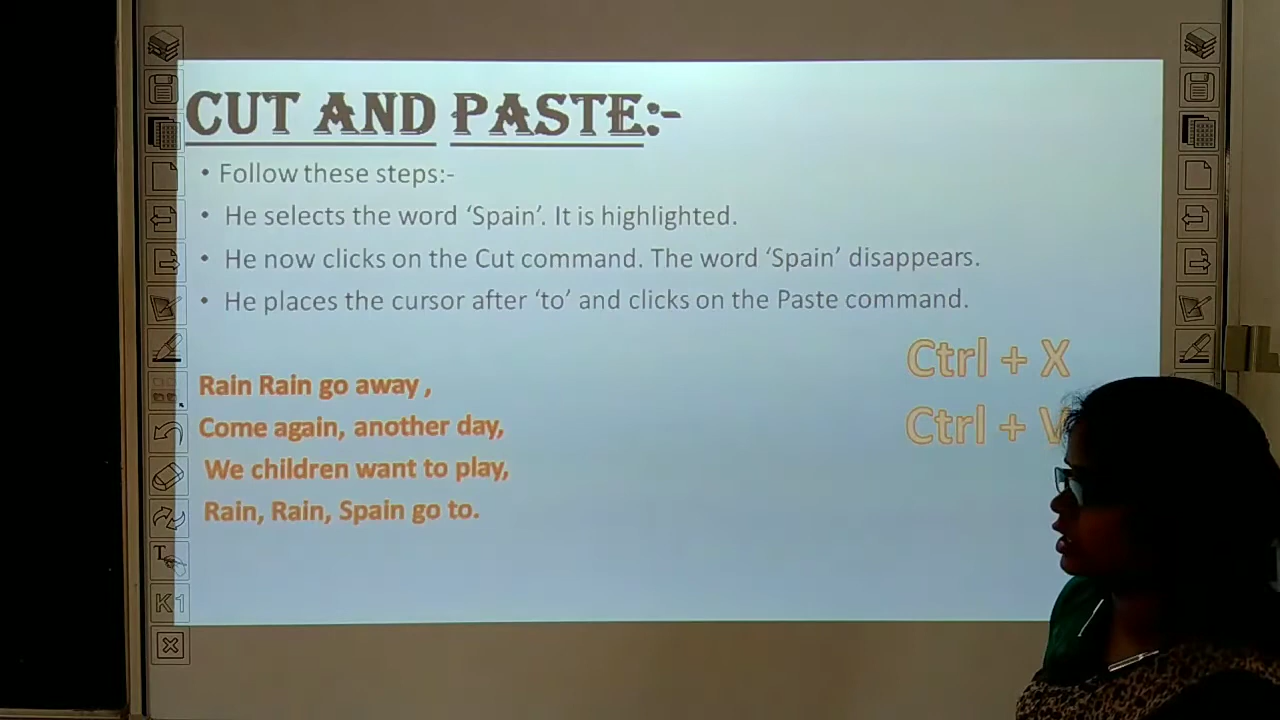 CUT AND PASTE:-
• Follow these steps:-
• He selects the word ‘Spain’. It is highlighted.
• He now clicks on the Cut command. The word ‘Spain’ disappears.
• He places the cursor after ‘to’ and clicks on the Paste command.
Ctrl + X
Ctrl + V
Rain Rain go away ,
Come again, another day,
We children want to play,
Rain, Rain, Spain go to.
T
K1